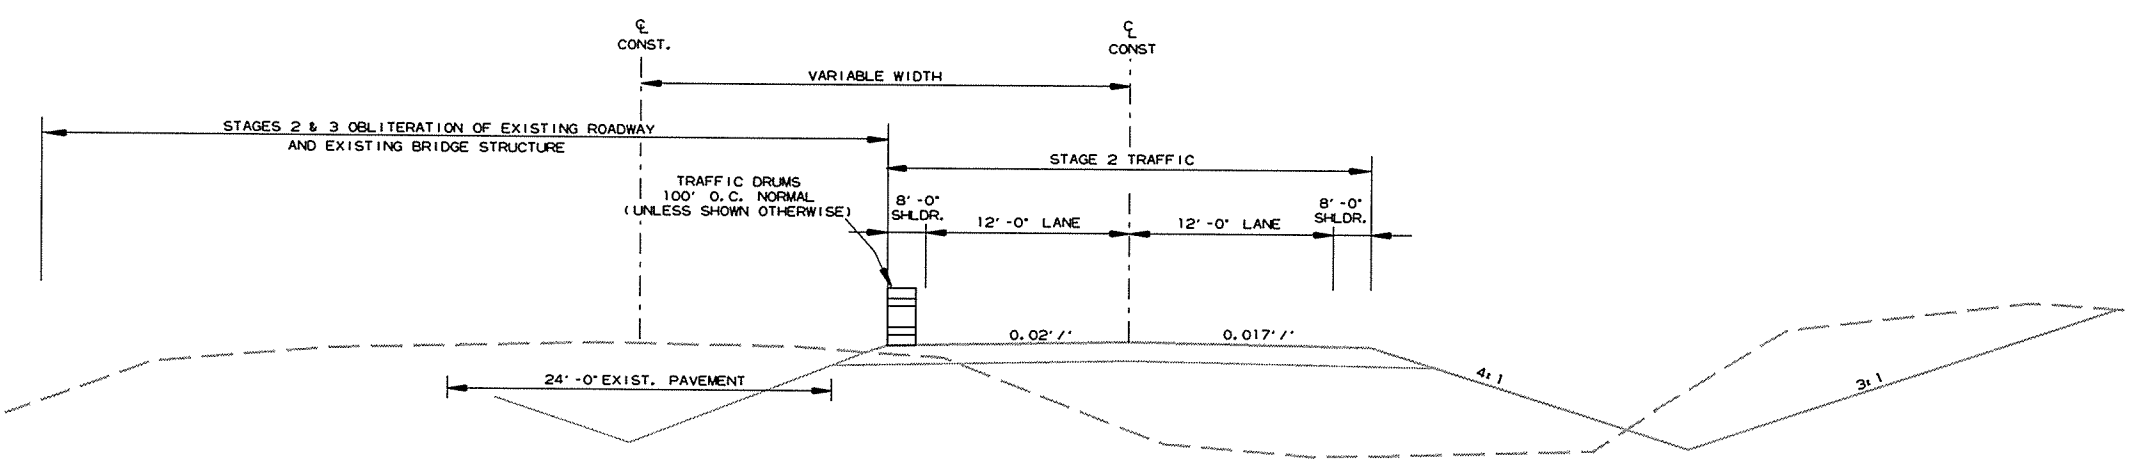 ℄
CONST.
℄
CONST
VARIABLE WIDTH
STAGES 2 & 3 OBLITERATION OF EXISTING ROADWAY
AND EXISTING BRIDGE STRUCTURE
STAGE 2 TRAFFIC
TRAFFIC DRUMS
100' O.C. NORMAL
(UNLESS SHOWN OTHERWISE)
8'-0"
SHLDR.
12'-0" LANE
12'-0" LANE
8'-0"
SHLDR.
0.02'/'
0.017'/'
24'-0" EXIST. PAVEMENT
4:1
3:1